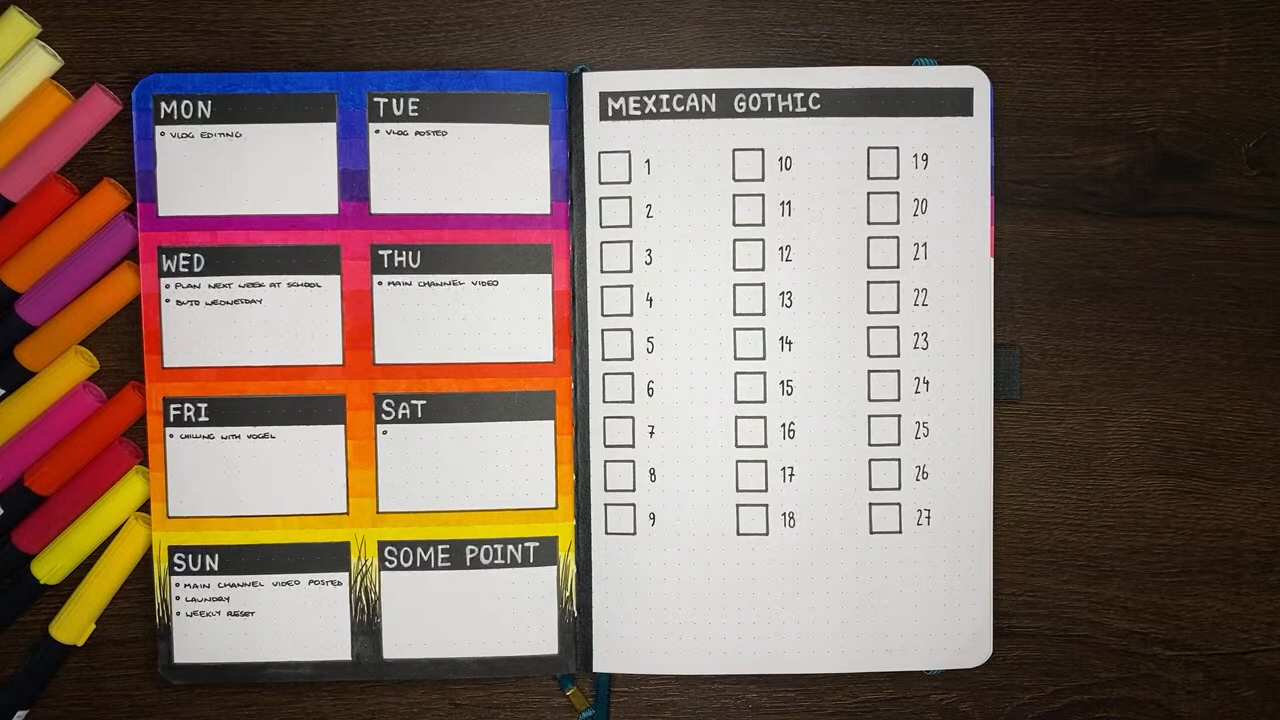 MON
VLOG EDITING
TUE
VLOG POSTED
WED
PLAN NEXT WEEK AT SCHOOL
BUJO WEDNESDAY
THU
MAIN CHANNEL VIDEO
FRI
CHILLING WITH VOGEL
SAT
SUN
MAIN CHANNEL VIDEO POSTED
LAUNDRY
WEEKLY RESET
SOME POINT
MEXICAN GOTHIC
1
2
3
4
5
6
7
8
9
10
11
12
13
14
15
16
17
18
19
20
21
22
23
24
25
26
27